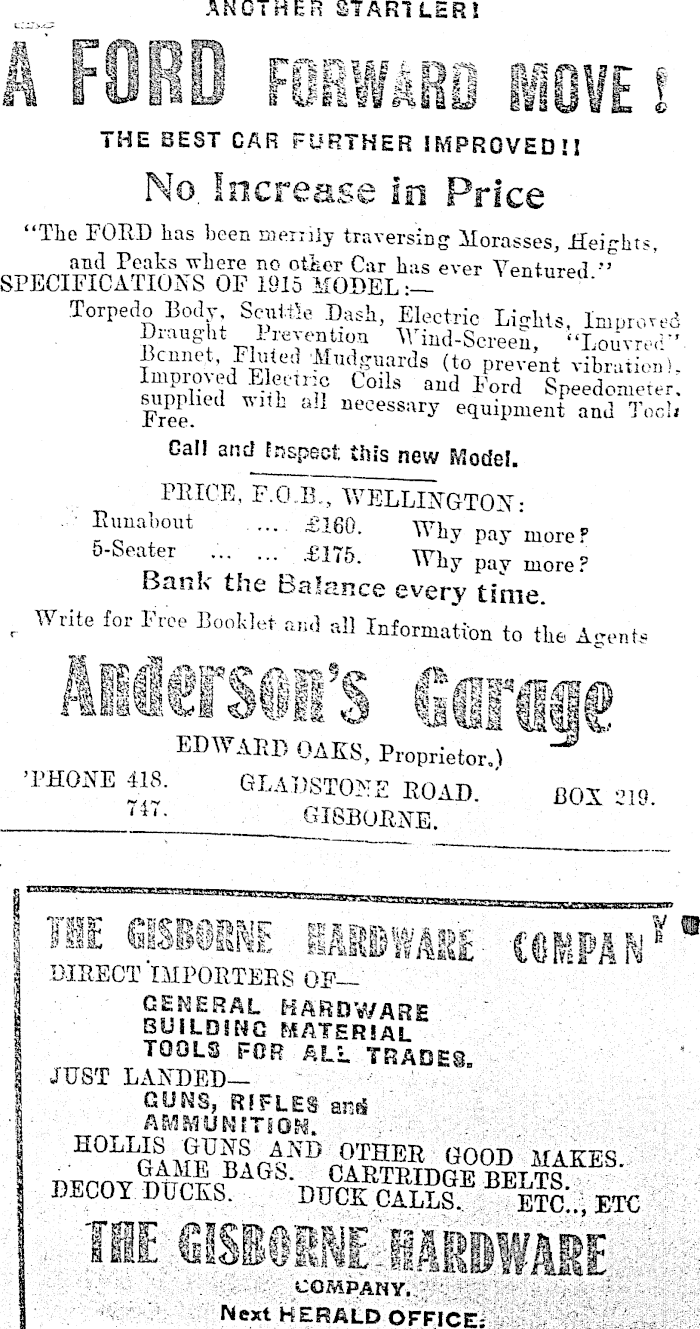 ANOTHER STARTLER!
A FORD FORWARD MOVE!
THE BEST CAR FURTHER IMPROVED!!
No Increase in Price
"The FORD has been merrily traversing Morasses, Heights,
and Peaks where no other Car has ever Ventured."
SPECIFICATIONS OF 1915 MODEL:—
Torpedo Body, Scuttle Dash, Electric Lights, Improved
Draught Prevention Wind-Screen, "Louvred"
Bonnet, Fluted Mudguards (to prevent vibration),
Improved Electric Coils and Ford Speedometer,
supplied with all necessary equipment and Tools
Free.
Call and Inspect this new Model.
PRICE, F.O.B., WELLINGTON:
Runabout ... £160. Why pay more?
5-Seater ... ... £175. Why pay more?
Bank the Balance every time.
Write for Free Booklet and all Information to the Agents
Anderson's Garage
EDWARD OAKS, Proprietor.)
'PHONE 418. GLADSTONE ROAD. BOX 219.
747. GISBORNE.
THE GISBORNE HARDWARE COMPANY
DIRECT IMPORTERS OF—
GENERAL HARDWARE
BUILDING MATERIAL
TOOLS FOR ALL TRADES.
JUST LANDED—
GUNS, RIFLES and
AMMUNITION.
HOLLIS GUNS AND OTHER GOOD MAKES.
GAME BAGS. CARTRIDGE BELTS.
DECOY DUCKS. DUCK CALLS. ETC.., ETC
THE GISBORNE HARDWARE
COMPANY.
Next HERALD OFFICE.